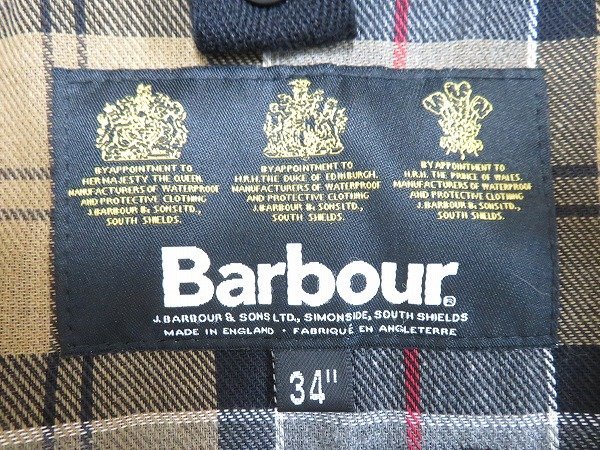 BY APPOINTMENT TO
HER MAJESTY THE QUEEN
MANUFACTURERS OF WATERPROOF
AND PROTECTIVE CLOTHING
J.BARBOUR & SONS LTD,
SOUTH SHIELDS.
BY APPOINTMENT TO
H.R.H. THE DUKE OF EDINBURGH.
MANUFACTURERS OF WATERPROOF
AND PROTECTIVE CLOTHING
J.BARBOUR & SONS LTD.,
SOUTH SHIELDS.
BY APPOINTMENT TO
H.R.H. THE PRINCE OF WALES
MANUFACTURERS OF WATERPROOF
AND PROTECTIVE CLOTHING
J.BARBOUR & SONS LTD.,
SOUTH SHIELDS
Barbour®
J. BARBOUR & SONS LTD., SIMONSIDE, SOUTH SHIELDS
MADE IN ENGLAND · FABRIQUÉ EN ANGLETERRE
34"